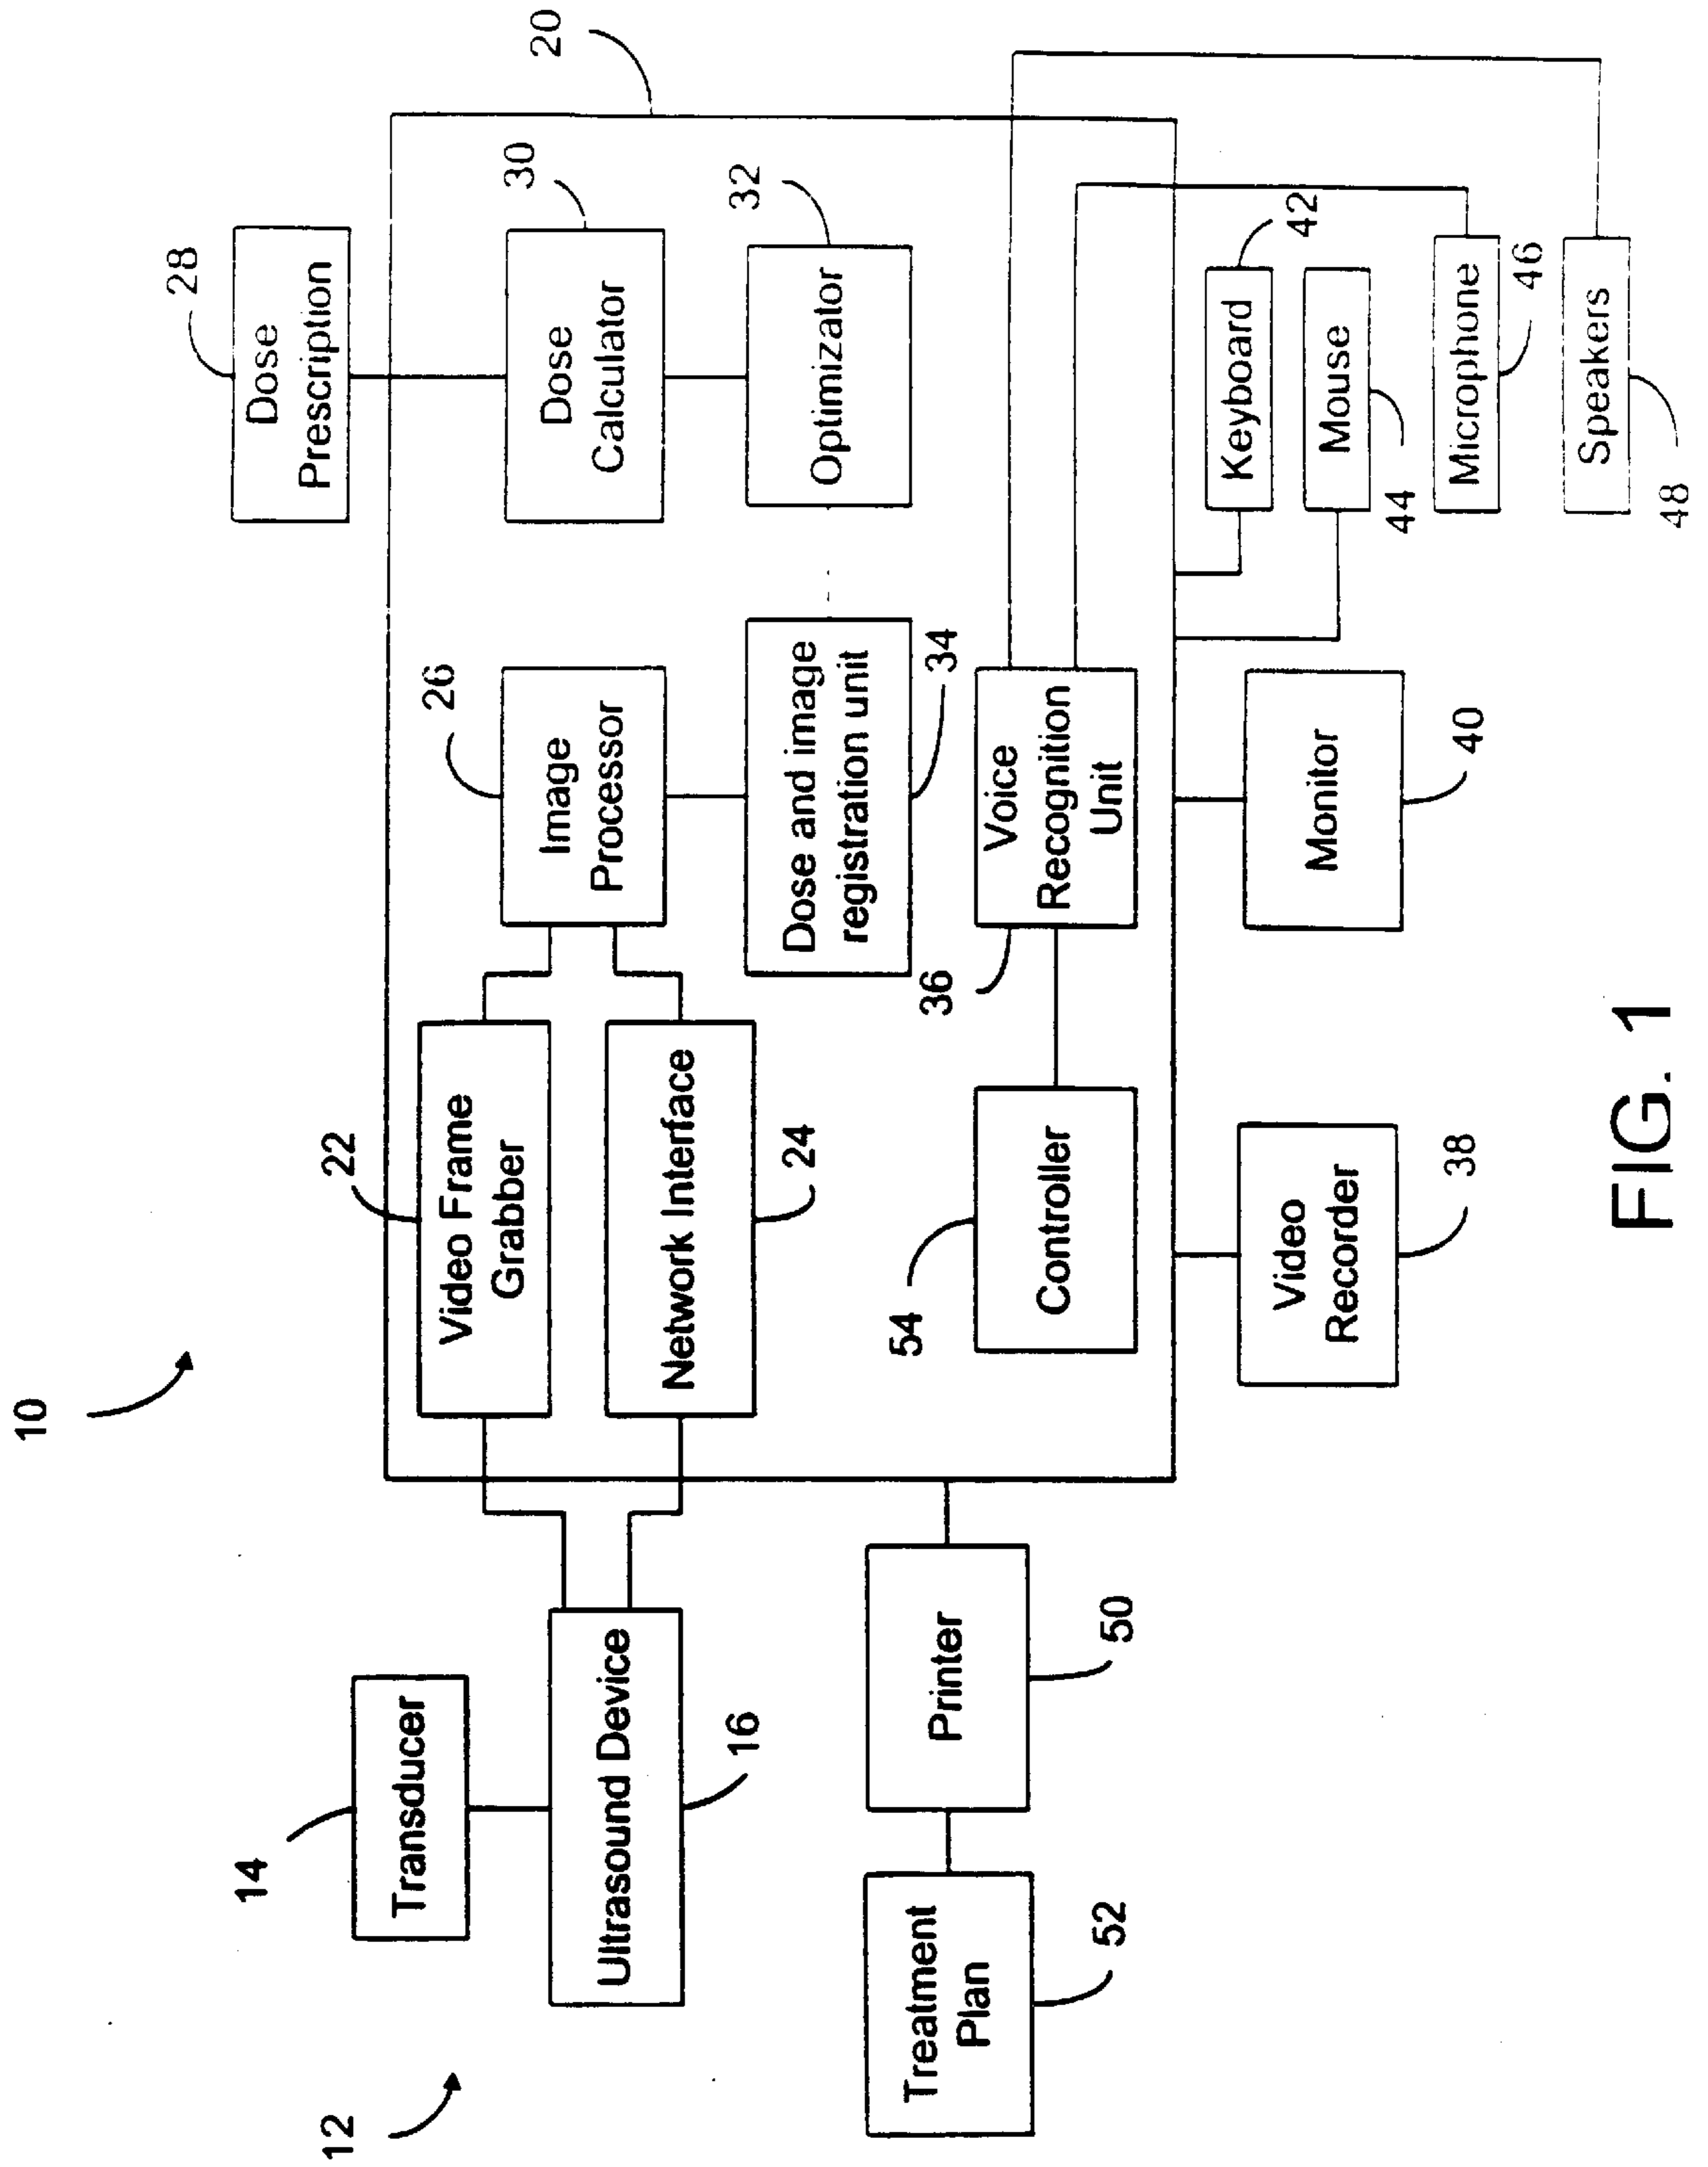 10
12
14
Transducer
Ultrasound Device
16
22
Video Frame
Grabber
Network Interface
24
26
Image
Processor
Dose and image
registration unit
34
28
Dose
Prescription
20
30
Dose
Calculator
32
Optimizator
Treatment
Plan
52
Printer
50
54
Controller
36
Voice
Recognition
Unit
Video
Recorder
38
Monitor
40
Keyboard
42
Mouse
44
Microphone
46
Speakers
48
FIG. 1